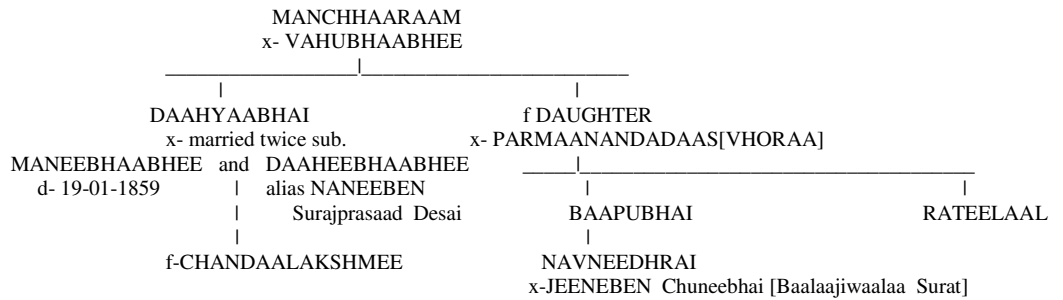 MANCHHAARAAM
x- VAHUBHAABHEE
DAAHYAABHAI f DAUGHTER
x- married twice sub. x- PARMAANANDADAAS[VHORAA]
MANEEBHAABHEE and DAAHEEBHAABHEE
d- 19-01-1859 alias NANEEBEN
Surajprasaad Desai BAAPUBHAI RATEELAAL
f-CHANDAALAKSHMEE NAVNEEDHRAI
x-JEENEBEN Chuneebhai [Baalaajiwaalaa Surat]